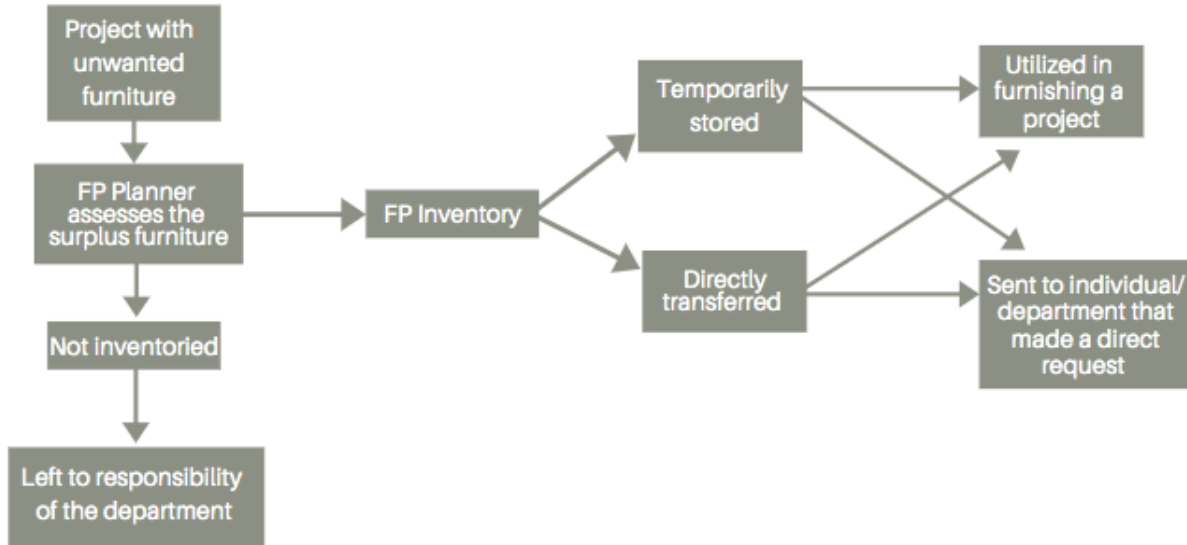 Project with
unwanted
furniture
FP Planner
assesses the
surplus furniture
Not inventoried
Left to responsibility
of the department
FP Inventory
Temporarily
stored
Directly
transferred
Utilized in
furnishing a
project
Sent to individual/
department that
made a direct
request